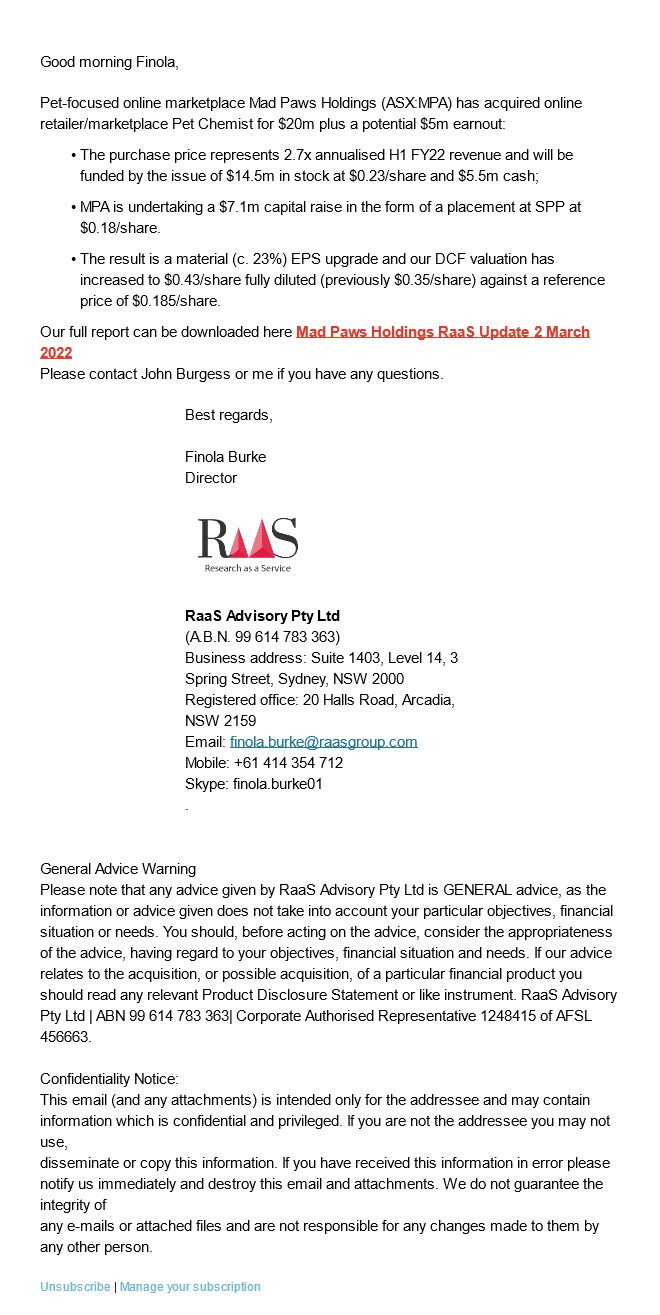 Good morning Finola,
Pet-focused online marketplace Mad Paws Holdings (ASX:MPA) has acquired online
retailer/marketplace Pet Chemist for $20m plus a potential $5m earnout:
• The purchase price represents 2.7x annualised H1 FY22 revenue and will be
funded by the issue of $14.5m in stock at $0.23/share and $5.5m cash;
• MPA is undertaking a $7.1m capital raise in the form of a placement at SPP at
$0.18/share.
• The result is a material (c. 23%) EPS upgrade and our DCF valuation has
increased to $0.43/share fully diluted (previously $0.35/share) against a reference
price of $0.185/share.
Our full report can be downloaded here Mad Paws Holdings RaaS Update 2 March
2022
Please contact John Burgess or me if you have any questions.
Best regards,
Finola Burke
Director
RaaS
Research as a Service
RaaS Advisory Pty Ltd
(A.B.N. 99 614 783 363)
Business address: Suite 1403, Level 14, 3
Spring Street, Sydney, NSW 2000
Registered office: 20 Halls Road, Arcadia,
NSW 2159
Email: finola.burke@raasgroup.com
Mobile: +61 414 354 712
Skype: finola.burke01
.
General Advice Warning
Please note that any advice given by RaaS Advisory Pty Ltd is GENERAL advice, as the
information or advice given does not take into account your particular objectives, financial
situation or needs. You should, before acting on the advice, consider the appropriateness
of the advice, having regard to your objectives, financial situation and needs. If our advice
relates to the acquisition, or possible acquisition, of a particular financial product you
should read any relevant Product Disclosure Statement or like instrument. RaaS Advisory
Pty Ltd | ABN 99 614 783 363| Corporate Authorised Representative 1248415 of AFSL
456663.
Confidentiality Notice:
This email (and any attachments) is intended only for the addressee and may contain
information which is confidential and privileged. If you are not the addressee you may not
use,
disseminate or copy this information. If you have received this information in error please
notify us immediately and destroy this email and attachments. We do not guarantee the
integrity of
any e-mails or attached files and are not responsible for any changes made to them by
any other person.
Unsubscribe | Manage your subscription